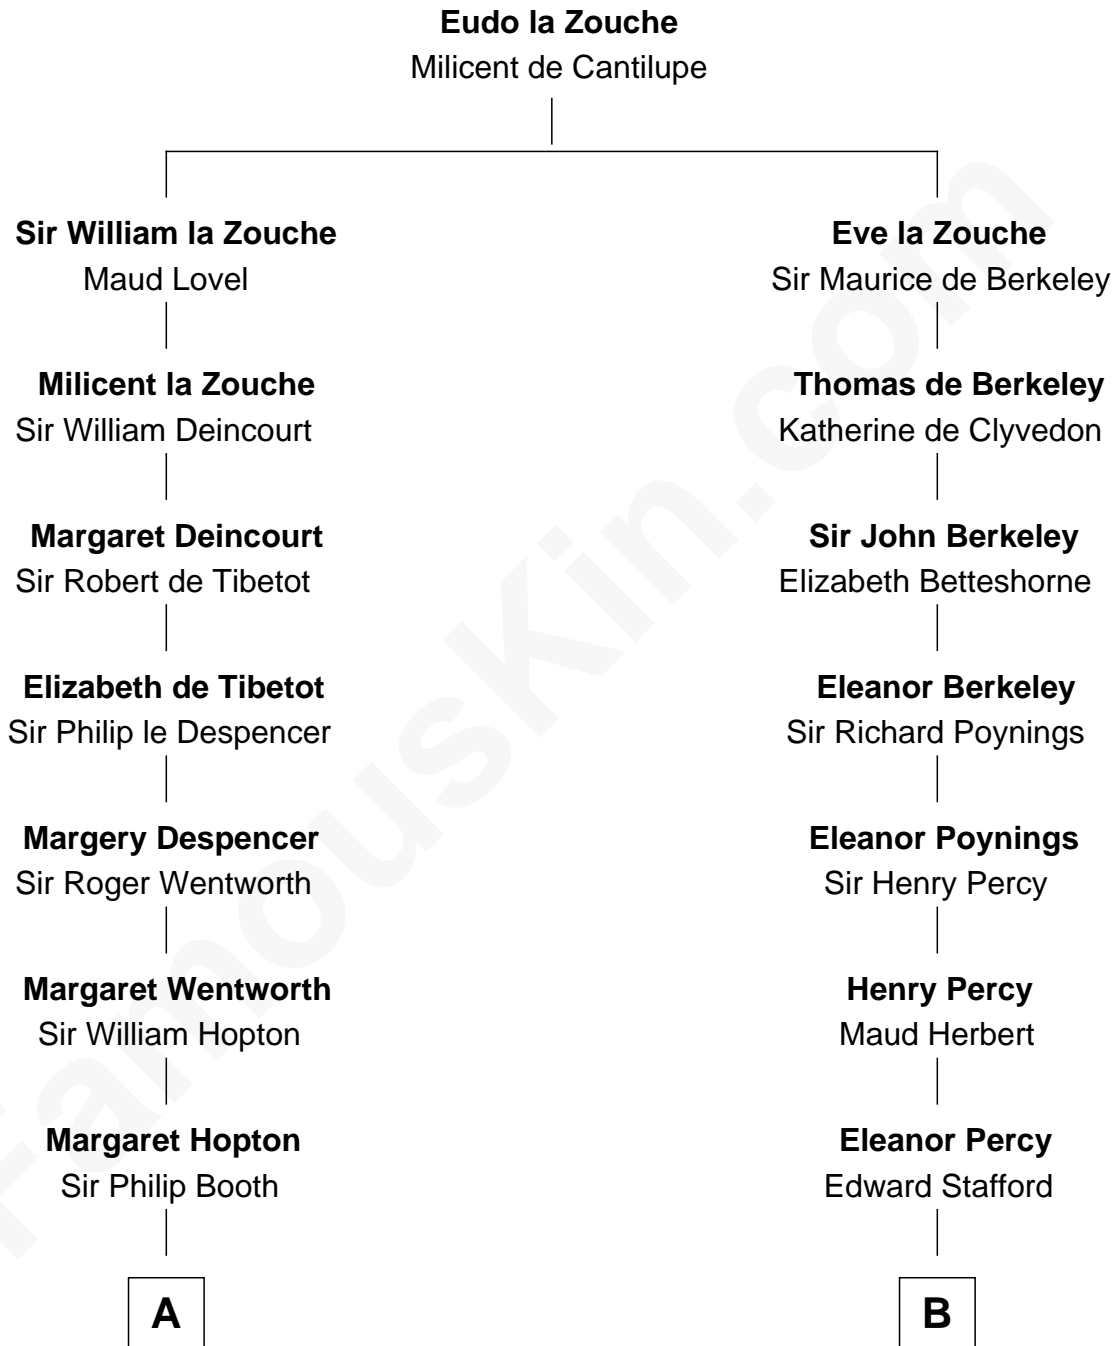 Eudo la Zouche
Milicent de Cantilupe
Sir William la Zouche
Maud Lovel
Eve la Zouche
Sir Maurice de Berkeley
Milicent la Zouche
Sir William Deincourt
Thomas de Berkeley
Katherine de Clyvedon
Margaret Deincourt
Sir Robert de Tibetot
Sir John Berkeley
Elizabeth Betteshorne
Elizabeth de Tibetot
Sir Philip le Despencer
Eleanor Berkeley
Sir Richard Poynings
Margery Despencer
Sir Roger Wentworth
Eleanor Poynings
Sir Henry Percy
Margaret Wentworth
Sir William Hopton
Henry Percy
Maud Herbert
Margaret Hopton
Sir Philip Booth
Eleanor Percy
Edward Stafford
A
B
FamousKin.com